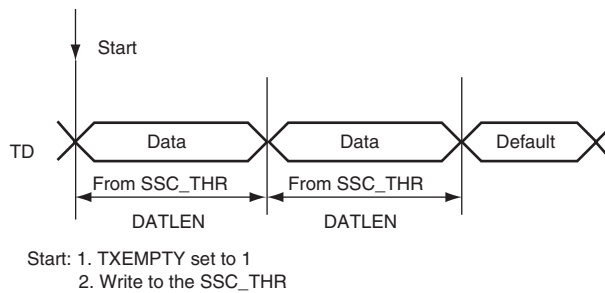 Start
TD
Data Data Default
From SSC_THR From SSC_THR
DATLEN DATLEN
Start: 1. TXEMPTY set to 1
2. Write to the SSC_THR